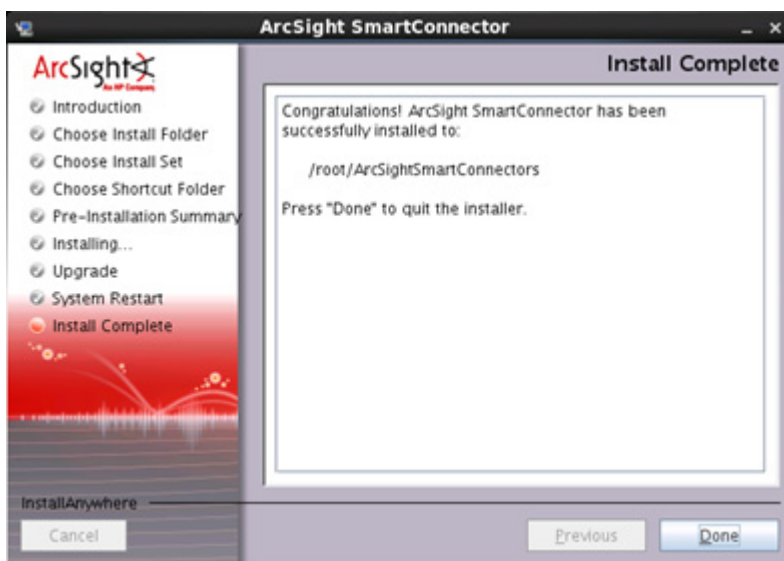 ArcSight SmartConnector
ArcSight
An HP Company
Introduction
Choose Install Folder
Choose Install Set
Choose Shortcut Folder
Pre-Installation Summary
Installing...
Upgrade
System Restart
Install Complete
Install Complete
Congratulations! ArcSight SmartConnector has been
successfully installed to:
/root/ArcSightSmartConnectors
Press "Done" to quit the installer.
InstallAnywhere
Cancel
Previous
Done